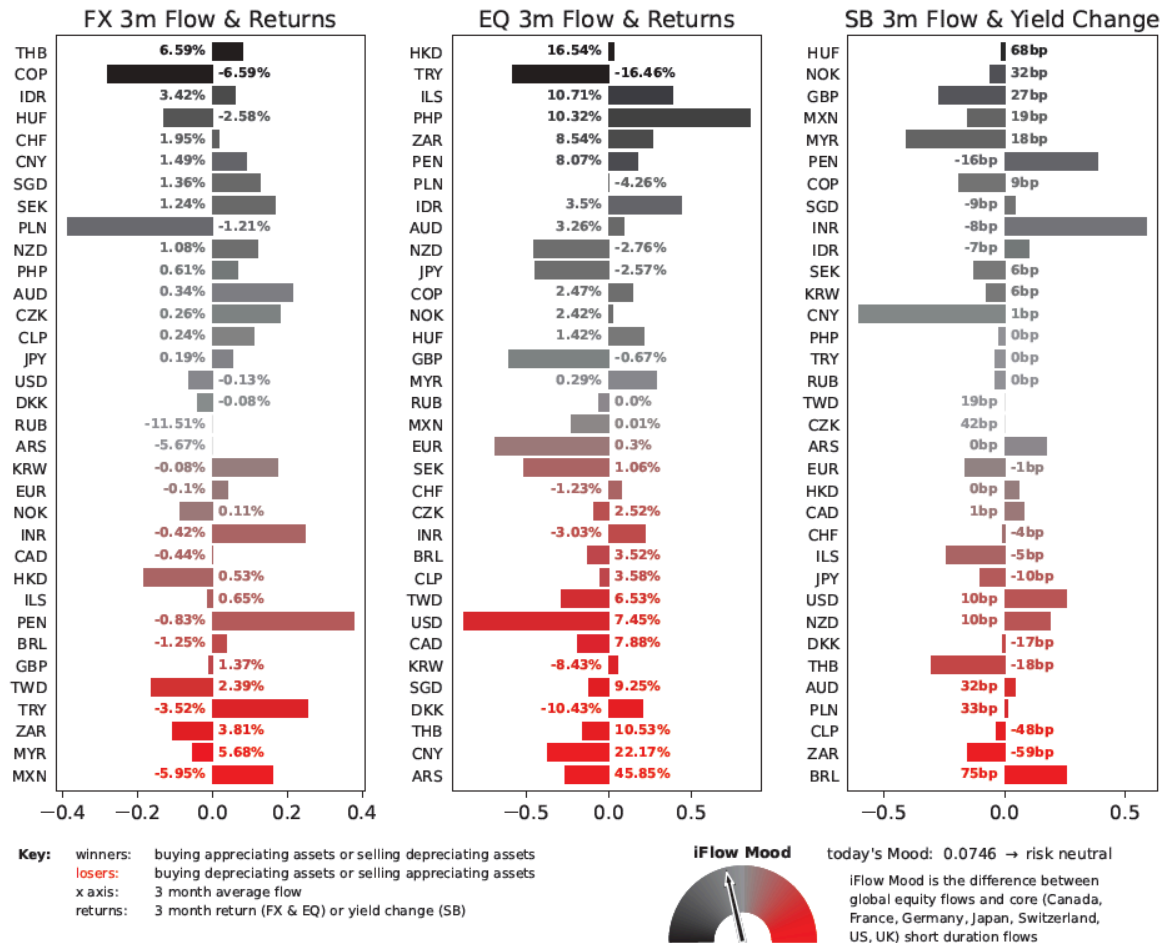 FX 3m Flow & Returns
THB 6.59%
COP -6.59%
IDR 3.42%
HUF -2.58%
CHF 1.95%
CNY 1.49%
SGD 1.36%
SEK 1.24%
PLN -1.21%
NZD 1.08%
PHP 0.61%
AUD 0.34%
CZK 0.26%
CLP 0.24%
JPY 0.19%
USD -0.13%
DKK -0.08%
RUB -11.51%
ARS -5.67%
KRW -0.08%
EUR -0.1%
NOK 0.11%
INR -0.42%
CAD -0.44%
HKD 0.53%
ILS 0.65%
PEN -0.83%
BRL -1.25%
GBP 1.37%
TWD 2.39%
TRY -3.52%
ZAR 3.81%
MYR 5.68%
MXN -5.95%
−0.4 −0.2 0.0 0.2 0.4
EQ 3m Flow & Returns
HKD 16.54%
TRY -16.46%
ILS 10.71%
PHP 10.32%
ZAR 8.54%
PEN 8.07%
PLN -4.26%
IDR 3.5%
AUD 3.26%
NZD -2.76%
JPY -2.57%
COP 2.47%
NOK 2.42%
HUF 1.42%
GBP -0.67%
MYR 0.29%
RUB 0.0%
MXN 0.01%
EUR 0.3%
SEK 1.06%
CHF -1.23%
CZK 2.52%
INR -3.03%
BRL 3.52%
CLP 3.58%
TWD 6.53%
USD 7.45%
CAD 7.88%
KRW -8.43%
SGD 9.25%
DKK -10.43%
THB 10.53%
CNY 22.17%
ARS 45.85%
−0.5 0.0 0.5
SB 3m Flow & Yield Change
HUF 68bp
NOK 32bp
GBP 27bp
MXN 19bp
MYR 18bp
PEN -16bp
COP 9bp
SGD -9bp
INR -8bp
IDR -7bp
SEK 6bp
KRW 6bp
CNY 1bp
PHP 0bp
TRY 0bp
RUB 0bp
TWD 19bp
CZK 42bp
ARS 0bp
EUR -1bp
HKD 0bp
CAD 1bp
CHF -4bp
ILS -5bp
JPY -10bp
USD 10bp
NZD 10bp
DKK -17bp
THB -18bp
AUD 32bp
PLN 33bp
CLP -48bp
ZAR -59bp
BRL 75bp
−0.5 0.0 0.5
Key: winners: buying appreciating assets or selling depreciating assets
losers: buying depreciating assets or selling appreciating assets
x axis: 3 month average flow
returns: 3 month return (FX & EQ) or yield change (SB)
iFlow Mood
today's Mood: 0.0746 → risk neutral
iFlow Mood is the difference between
global equity flows and core (Canada,
France, Germany, Japan, Switzerland,
US, UK) short duration flows